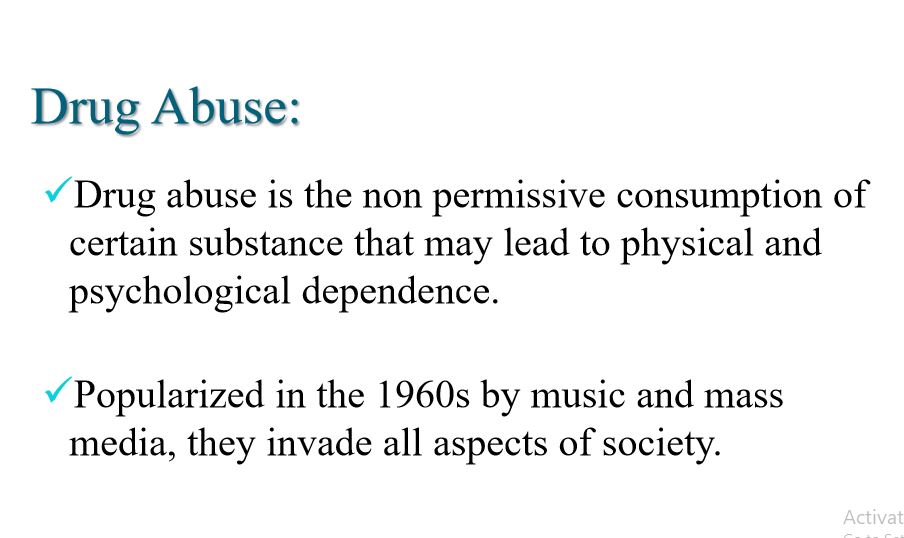 Drug Abuse:
✓Drug abuse is the non permissive consumption of
certain substance that may lead to physical and
psychological dependence.
✓Popularized in the 1960s by music and mass
media, they invade all aspects of society.
Activat